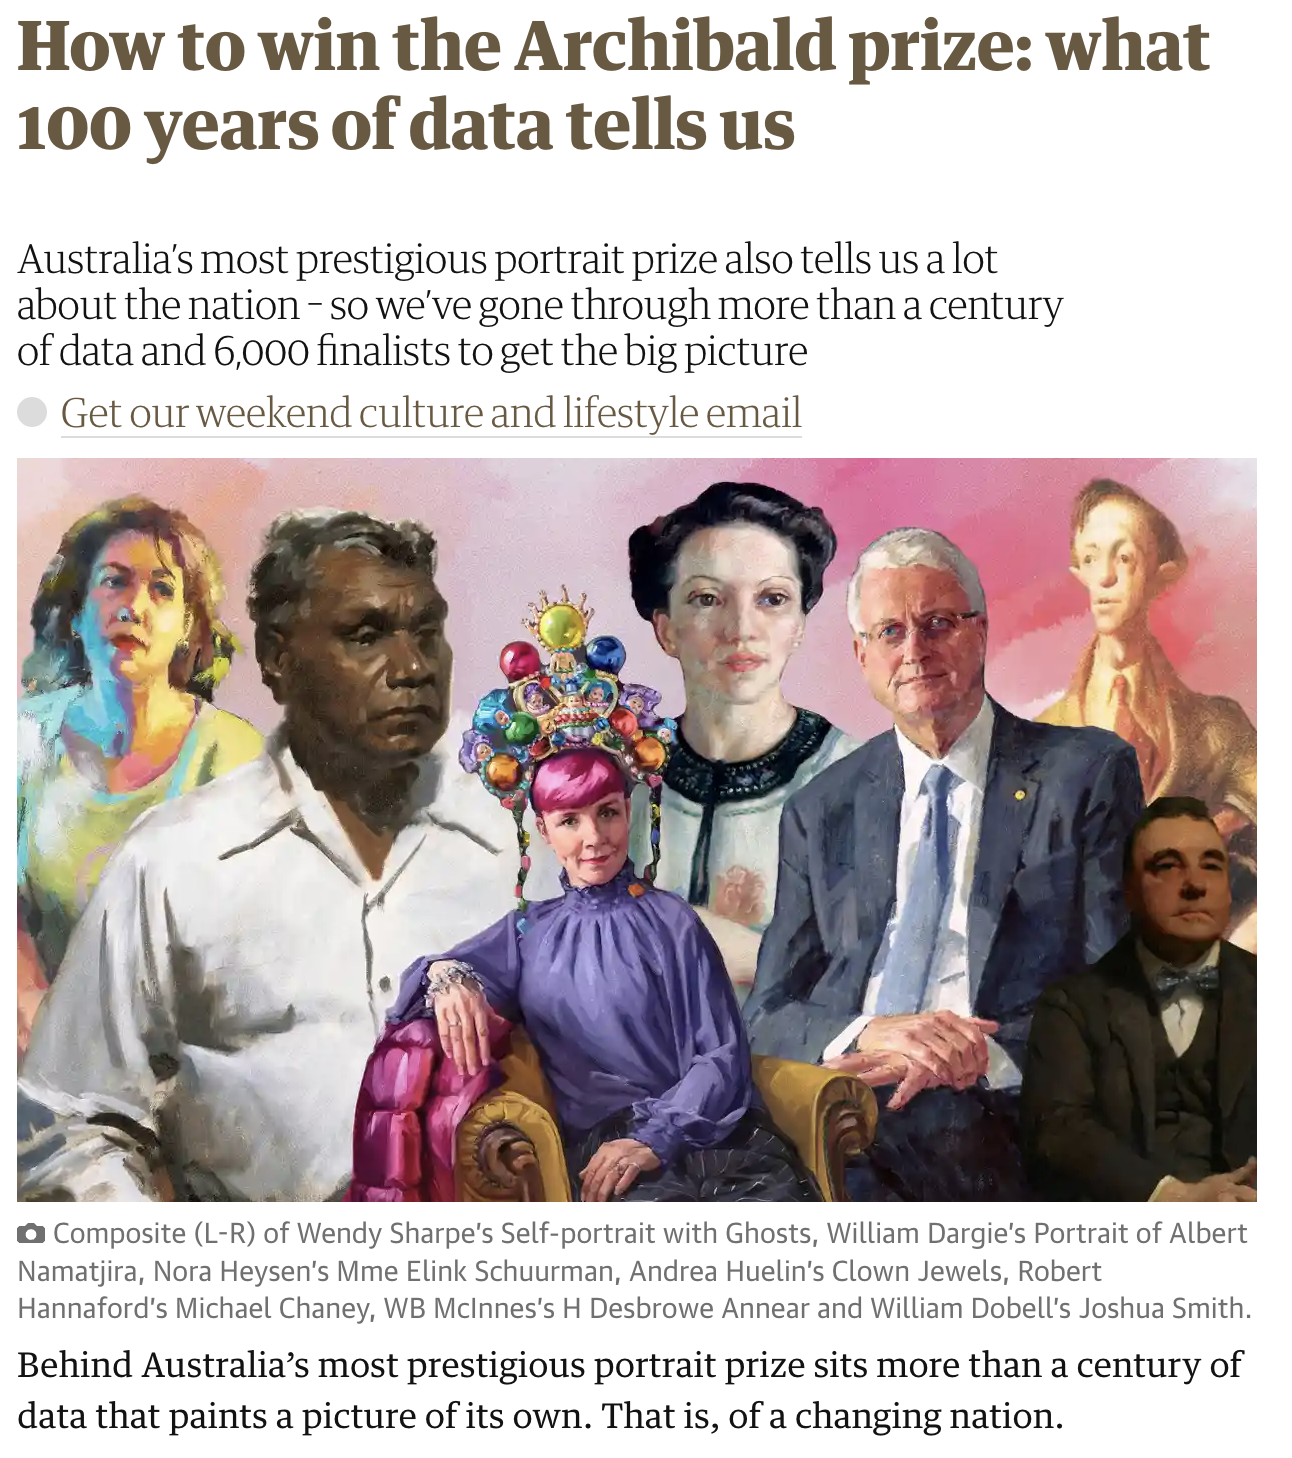 How to win the Archibald prize: what
100 years of data tells us
Australia’s most prestigious portrait prize also tells us a lot
about the nation – so we’ve gone through more than a century
of data and 6,000 finalists to get the big picture
Get our weekend culture and lifestyle email
Composite (L-R) of Wendy Sharpe’s Self-portrait with Ghosts, William Dargie’s Portrait of Albert
Namatjira, Nora Heysen’s Mme Elink Schuurman, Andrea Huelin’s Clown Jewels, Robert
Hannaford’s Michael Chaney, WB McInnes’s H Desbrowe Annear and William Dobell’s Joshua Smith.
Behind Australia’s most prestigious portrait prize sits more than a century of
data that paints a picture of its own. That is, of a changing nation.